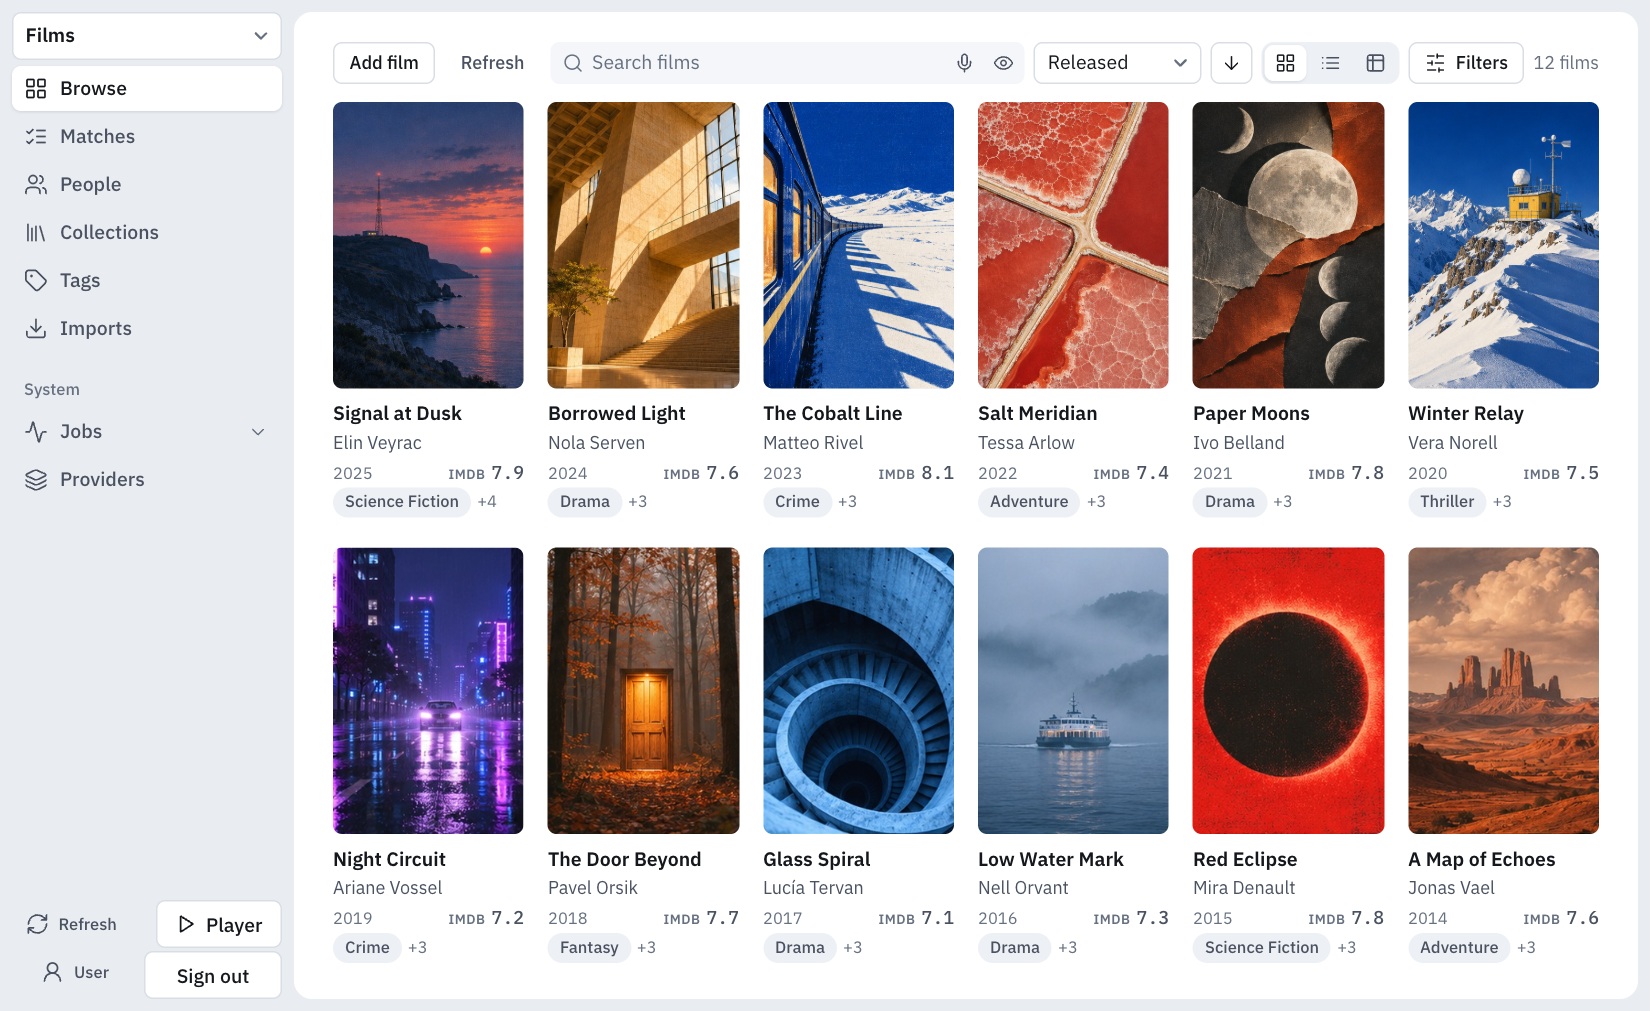 Films
Browse
Matches
People
Collections
Tags
Imports
System
Jobs
Providers
Refresh
Player
User
Sign out
Add film
Refresh
Search films
Released
Filters
12 films
Signal at Dusk
Elin Veyrac
2025 IMDB 7.9
Science Fiction +4
Borrowed Light
Nola Serven
2024 IMDB 7.6
Drama +3
The Cobalt Line
Matteo Rivel
2023 IMDB 8.1
Crime +3
Salt Meridian
Tessa Arlow
2022 IMDB 7.4
Adventure +3
Paper Moons
Ivo Belland
2021 IMDB 7.8
Drama +3
Winter Relay
Vera Norell
2020 IMDB 7.5
Thriller +3
Night Circuit
Ariane Vossel
2019 IMDB 7.2
Crime +3
The Door Beyond
Pavel Orsik
2018 IMDB 7.7
Fantasy +3
Glass Spiral
Lucía Tervan
2017 IMDB 7.1
Drama +3
Low Water Mark
Nell Orvant
2016 IMDB 7.3
Drama +3
Red Eclipse
Mira Denault
2015 IMDB 7.8
Science Fiction +3
A Map of Echoes
Jonas Vael
2014 IMDB 7.6
Adventure +3